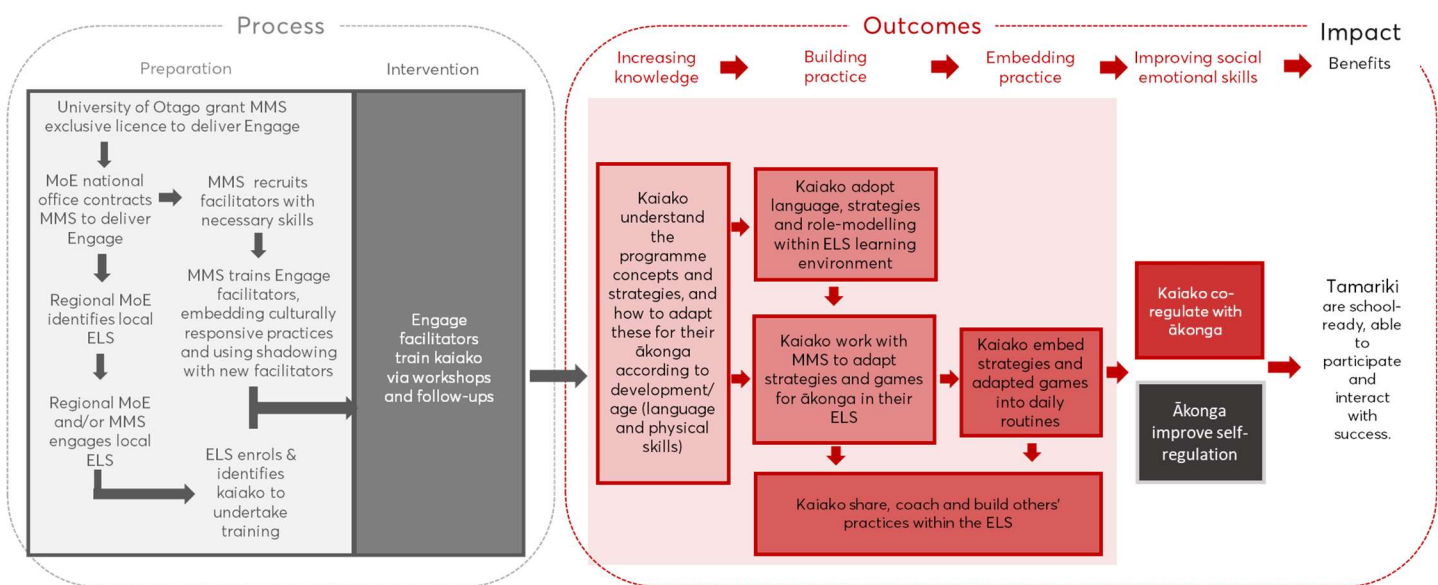 Process
Preparation
Intervention
University of Otago grant MMS
exclusive licence to deliver Engage
MoE national
office contracts
MMS to deliver
Engage
MMS recruits
facilitators with
necessary skills
Regional MoE
identifies local
ELS
MMS trains Engage
facilitators,
embedding culturally
responsive practices
and using shadowing
with new facilitators
Regional MoE
and/or MMS
engages local
ELS
ELS enrols &
identifies
kaiako to
undertake
training
Engage
facilitators
train kaiako
via workshops
and follow-ups
Outcomes
Impact
Increasing
knowledge
Building
practice
Embedding
practice
Improving social
emotional skills
Benefits
Kaiako
understand
the
programme
concepts and
strategies, and
how to adapt
these for their
ākonga
according to
development/
age (language
and physical
skills)
Kaiako adopt
language, strategies
and role-modelling
within ELS learning
environment
Kaiako work with
MMS to adapt
strategies and games
for ākonga in their
ELS
Kaiako embed
strategies and
adapted games
into daily
routines
Kaiako share, coach and build others'
practices within the ELS
Kaiako co-
regulate with
ākonga
Ākonga
improve self-
regulation
Tamariki
are school-
ready, able
to
participate
and
interact
with
success.